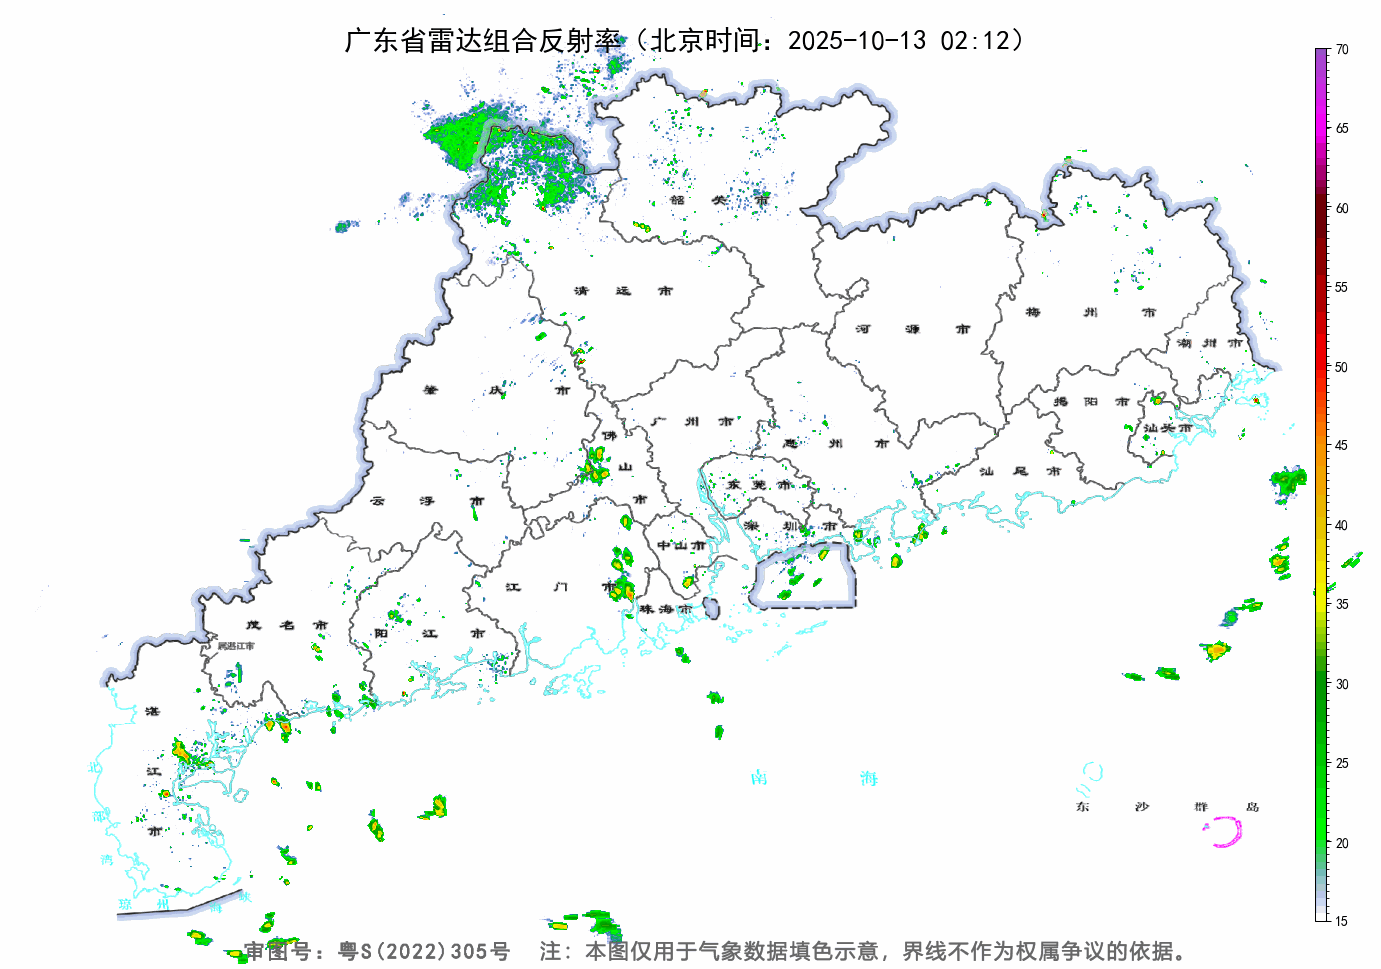 广东省雷达组合反射率（北京时间：2025-10-13 02:12）
70
65
60
55
50
45
40
35
30
25
20
15
韶关市
清远市
河源市
梅州市
潮州市
肇庆市
广州市
佛山市
惠州市
揭阳市
汕头市
汕尾市
云浮市
东莞市
深圳市
中山市
江门市
珠海市
茂名市
属湛江市
阳江市
湛江市
北部湾
琼州海峡
南海
东沙群岛
审图号：粤S(2022)305号 注：本图仅用于气象数据填色示意，界线不作为权属争议的依据。